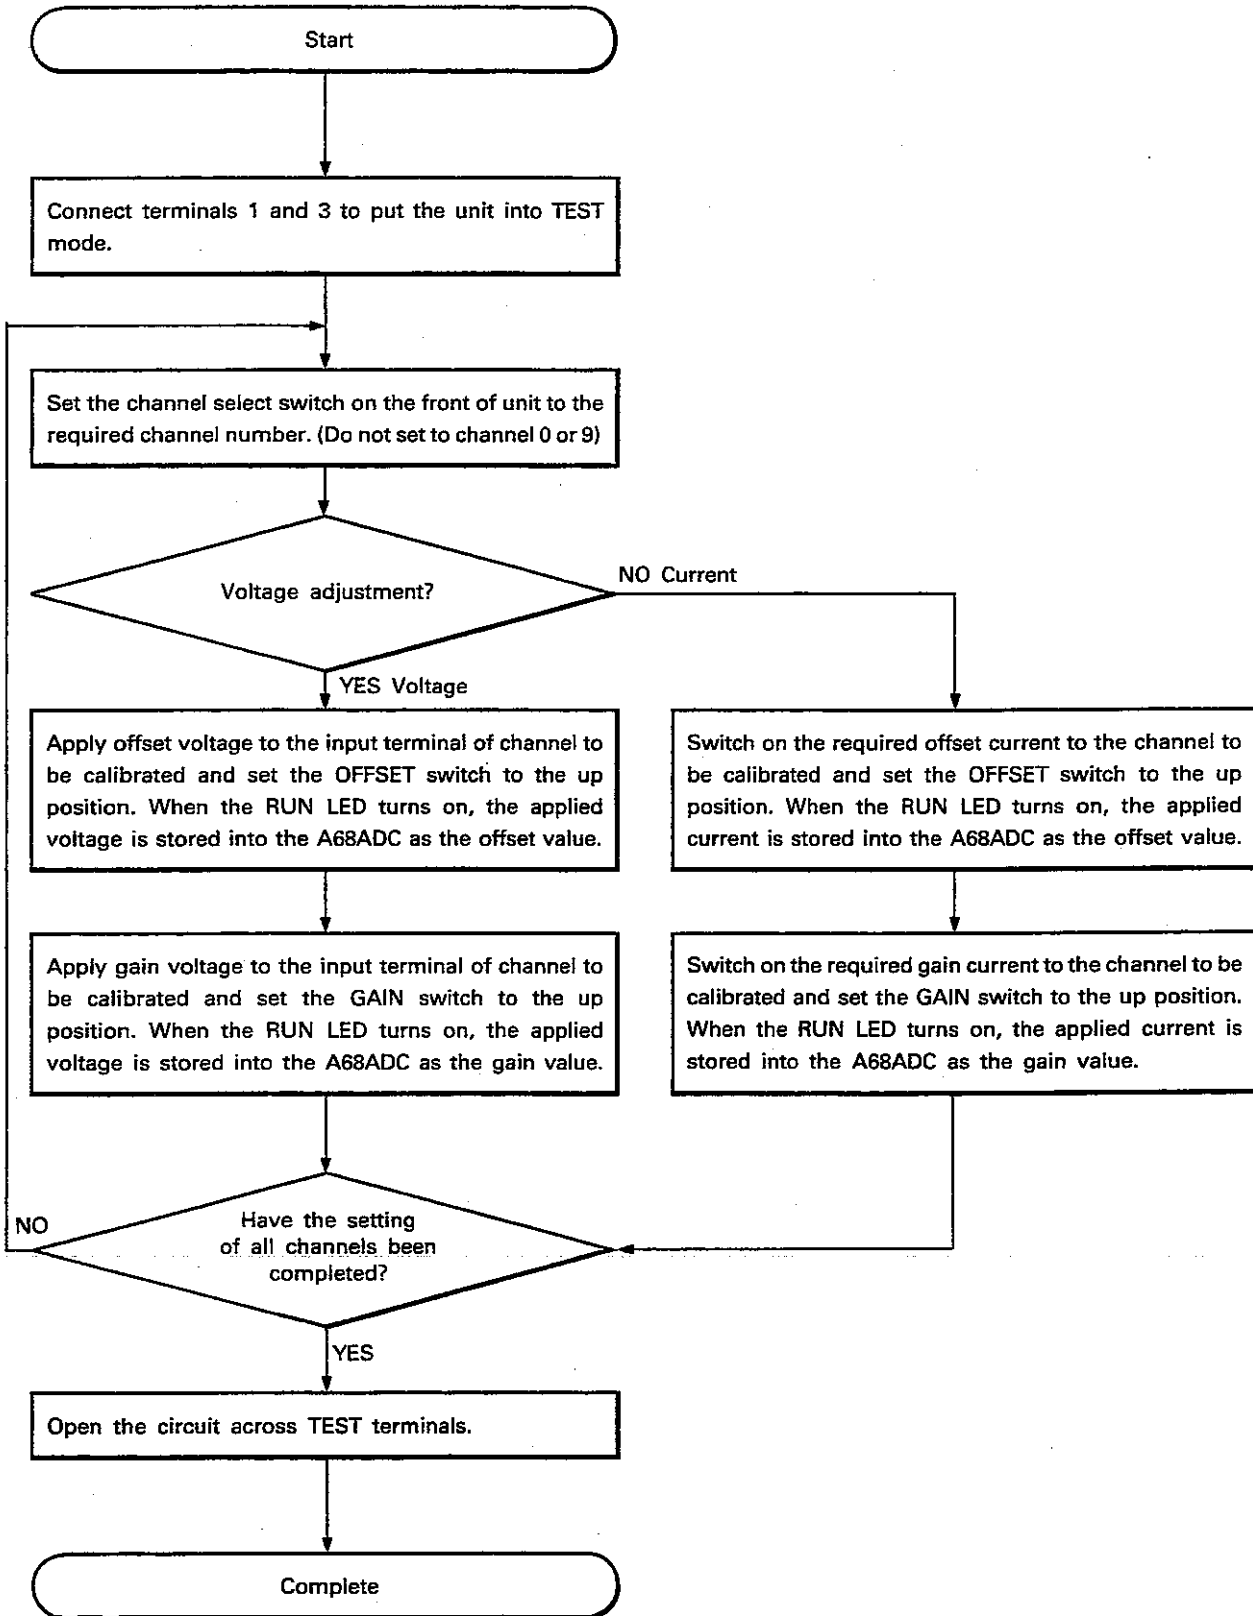 Start
Connect terminals 1 and 3 to put the unit into TEST
mode.
Set the channel select switch on the front of unit to the
required channel number. (Do not set to channel 0 or 9)
Voltage adjustment?
NO Current
YES Voltage
Apply offset voltage to the input terminal of channel to
be calibrated and set the OFFSET switch to the up
position. When the RUN LED turns on, the applied
voltage is stored into the A68ADC as the offset value.
Switch on the required offset current to the channel to
be calibrated and set the OFFSET switch to the up
position. When the RUN LED turns on, the applied
current is stored into the A68ADC as the offset value.
Apply gain voltage to the input terminal of channel to
be calibrated and set the GAIN switch to the up
position. When the RUN LED turns on, the applied
voltage is stored into the A68ADC as the gain value.
Switch on the required gain current to the channel to be
calibrated and set the GAIN switch to the up position.
When the RUN LED turns on, the applied current is
stored into the A68ADC as the gain value.
NO
Have the setting
of all channels been
completed?
YES
Open the circuit across TEST terminals.
Complete